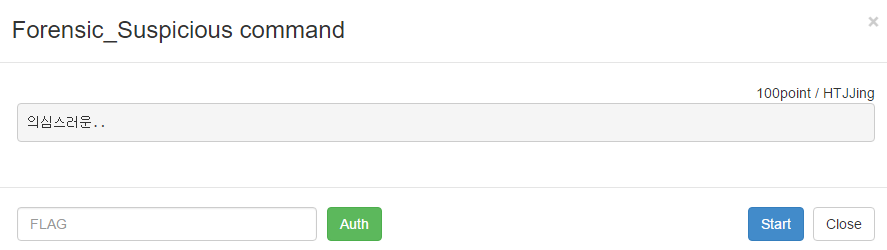 Forensic_Suspicious command
×
100point / HTJJing
의심스러운..
FLAG
Auth
Start
Close